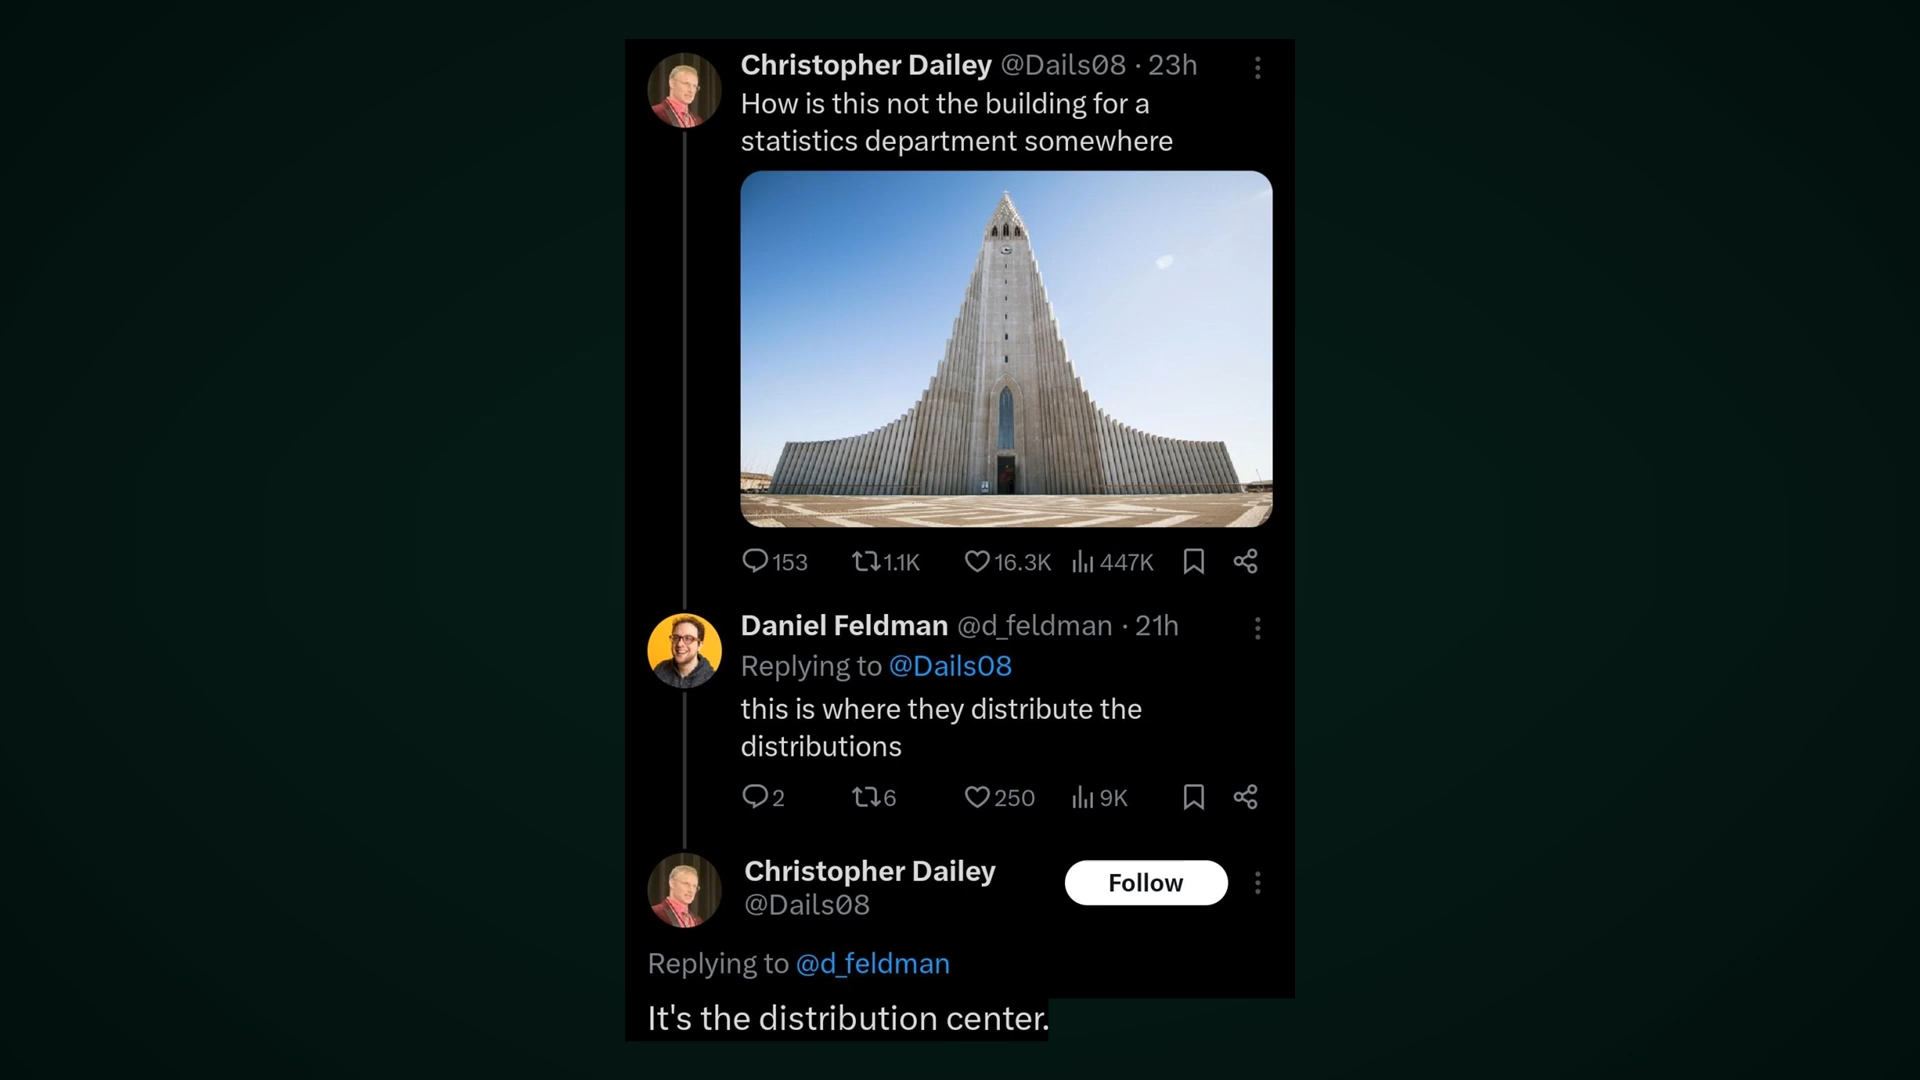 Christopher Dailey @Dails08 · 23h
How is this not the building for a
statistics department somewhere
153 1.1K 16.3K 447K
Daniel Feldman @d_feldman · 21h
Replying to @Dails08
this is where they distribute the
distributions
2 6 250 9K
Christopher Dailey
@Dails08
Follow
Replying to @d_feldman
It's the distribution center.